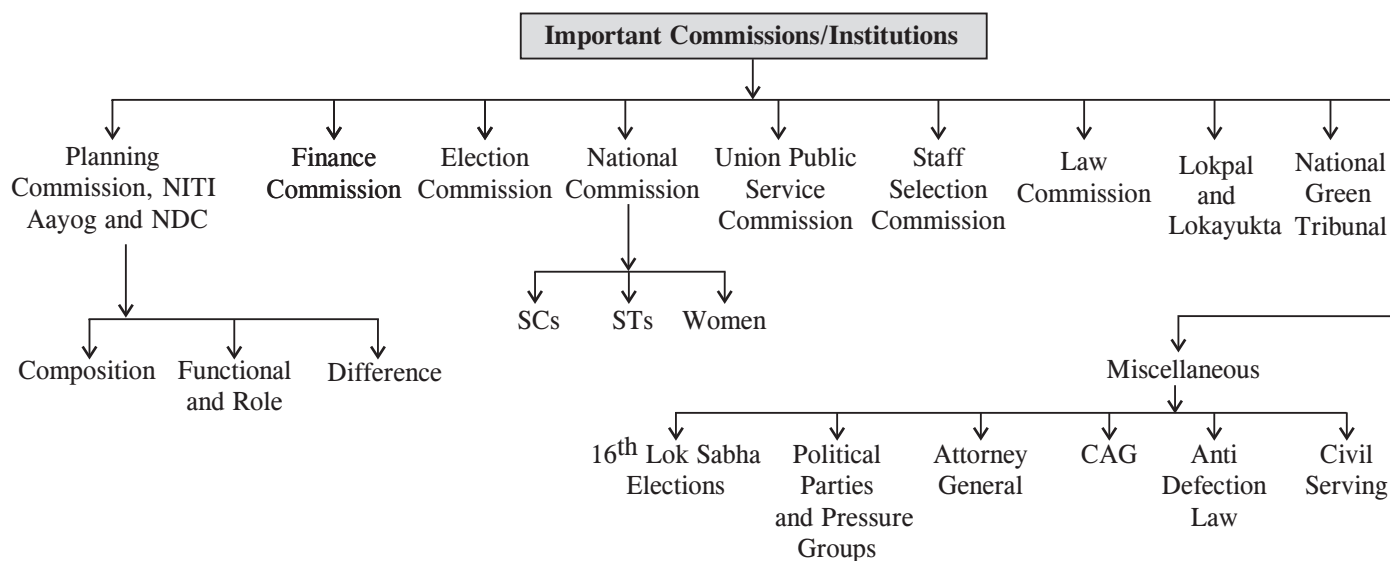 Important Commissions/Institutions
Planning
Commission, NITI
Aayog and NDC
Finance
Commission
Election
Commission
National
Commission
Union Public
Service
Commission
Staff
Selection
Commission
Law
Commission
Lokpal
and
Lokayukta
National
Green
Tribunal
SCs
STs
Women
Composition
Functional
and Role
Difference
Miscellaneous
16th Lok Sabha
Elections
Political
Parties
and Pressure
Groups
Attorney
General
CAG
Anti
Defection
Law
Civil
Serving